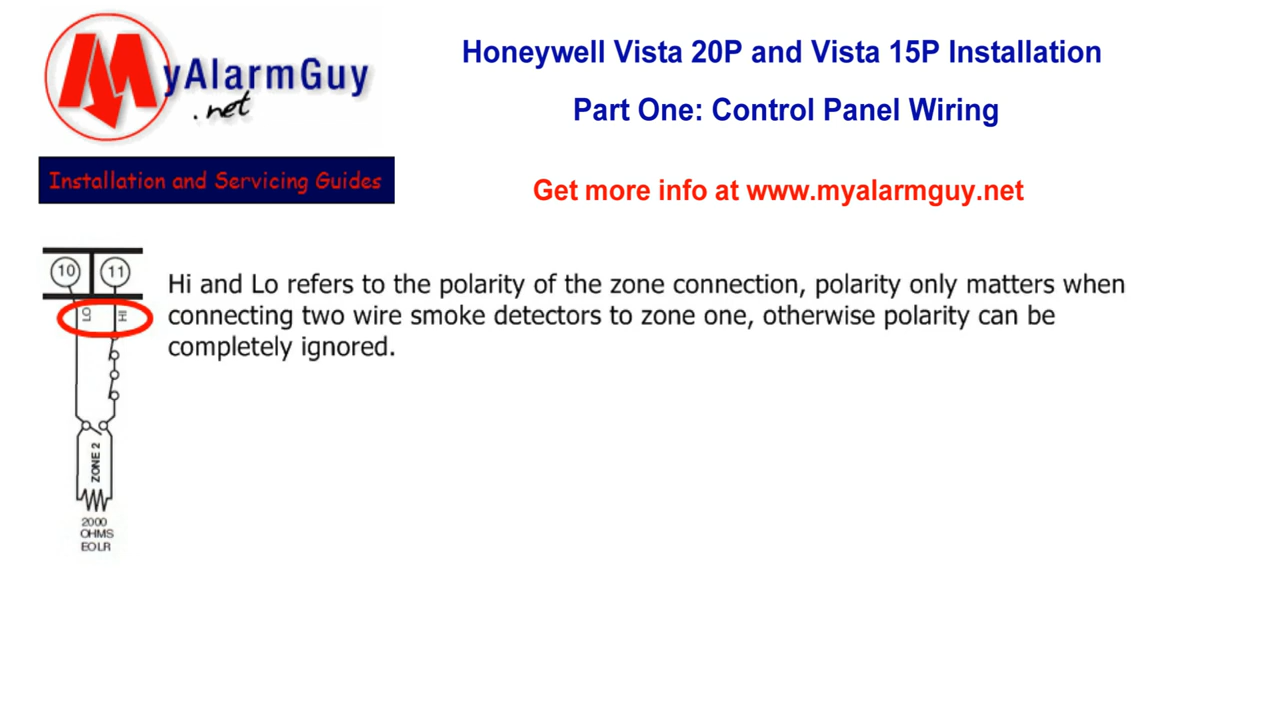 MyAlarmGuy
.net
Installation and Servicing Guides
Honeywell Vista 20P and Vista 15P Installation
Part One: Control Panel Wiring
Get more info at www.myalarmguy.net
10 11
LO HI
ZONE 2
2000
OHMS
EOLR
Hi and Lo refers to the polarity of the zone connection, polarity only matters when
connecting two wire smoke detectors to zone one, otherwise polarity can be
completely ignored.